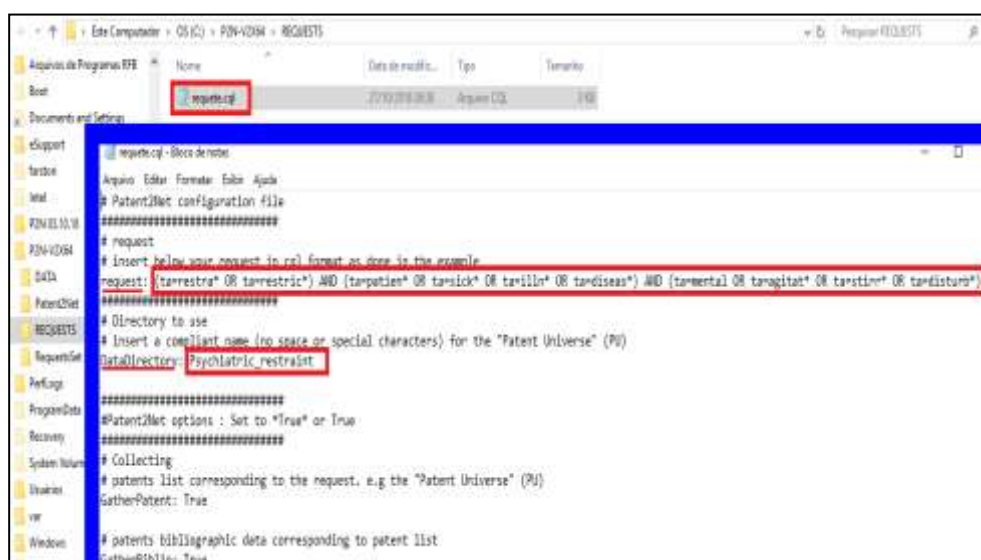 Este Computador › OS (C:) › P2N-V2X64 › REQUESTS
Pesquisar REQUESTS
Arquivos de Programas RFB
Boot
Documents and Settings
eSupport
Intel
P2N-V2X64
DATA
Patent2Net
REQUESTS
RequestsSet
PerfLogs
ProgramData
Recovery
System Volum
Usuários
var
Windows
Nome
Data de modific...
Tipo
Tamanho
requete.cql
Arquivo CQL
requete.cql - Bloco de notas
Arquivo Editar Formatar Exibir Ajuda
# Patent2Net configuration file
##############################
# request
# insert below your request in cql format as done in the example
request: (ta=restra* OR ta=restric*) AND (ta=patien* OR ta=sick* OR ta=illn* OR ta=diseas*) AND (ta=mental OR ta=agitat* OR ta=stirr* OR ta=disturb*)
##############################
# Directory to use
# insert a compliant name (no space or special characters) for the "Patent Universe" (PU)
DataDirectory: Psychiatric_restraint
###############################
#Patent2Net options : Set to *True* or True
###############################
# Collecting
# patents list corresponding to the request. e.g the "Patent Universe" (PU)
GatherPatent: True
# patents bibliographic data corresponding to patent list
GatherBiblio: True